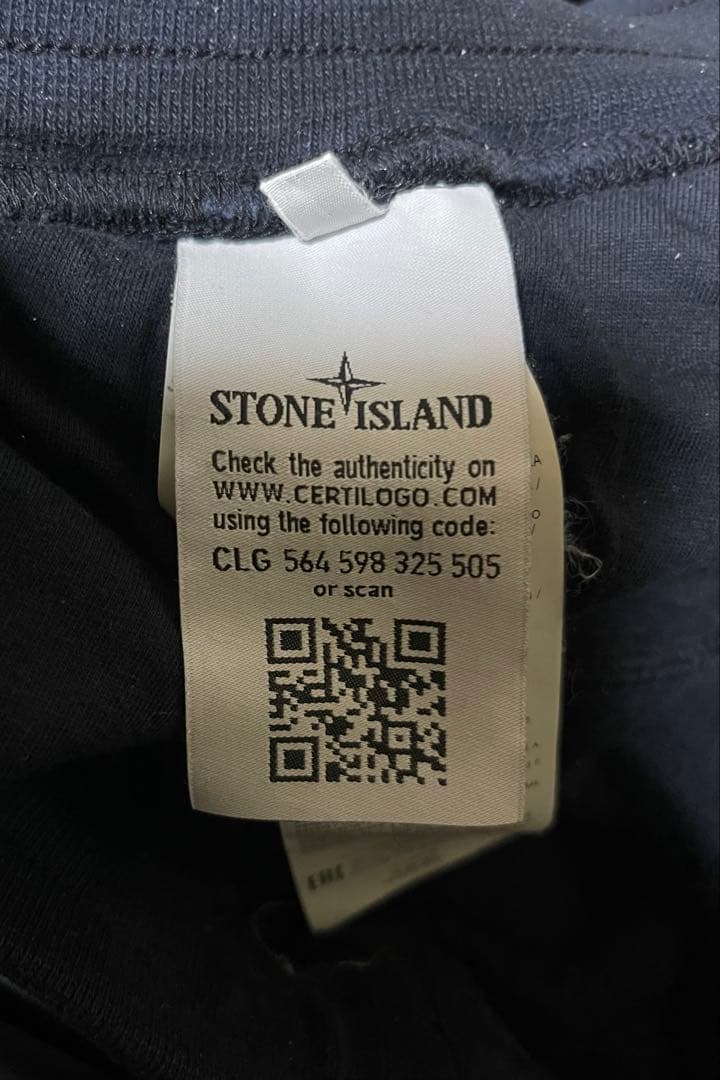 STONE ISLAND
Check the authenticity on
WWW.CERTILOGO.COM
using the following code:
CLG 564 598 325 505
or scan